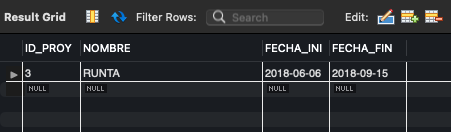 Result Grid Filter Rows: Search Edit:
ID_PROY NOMBRE FECHA_INI FECHA_FIN
3 RUNTA 2018-06-06 2018-09-15
NULL NULL NULL NULL